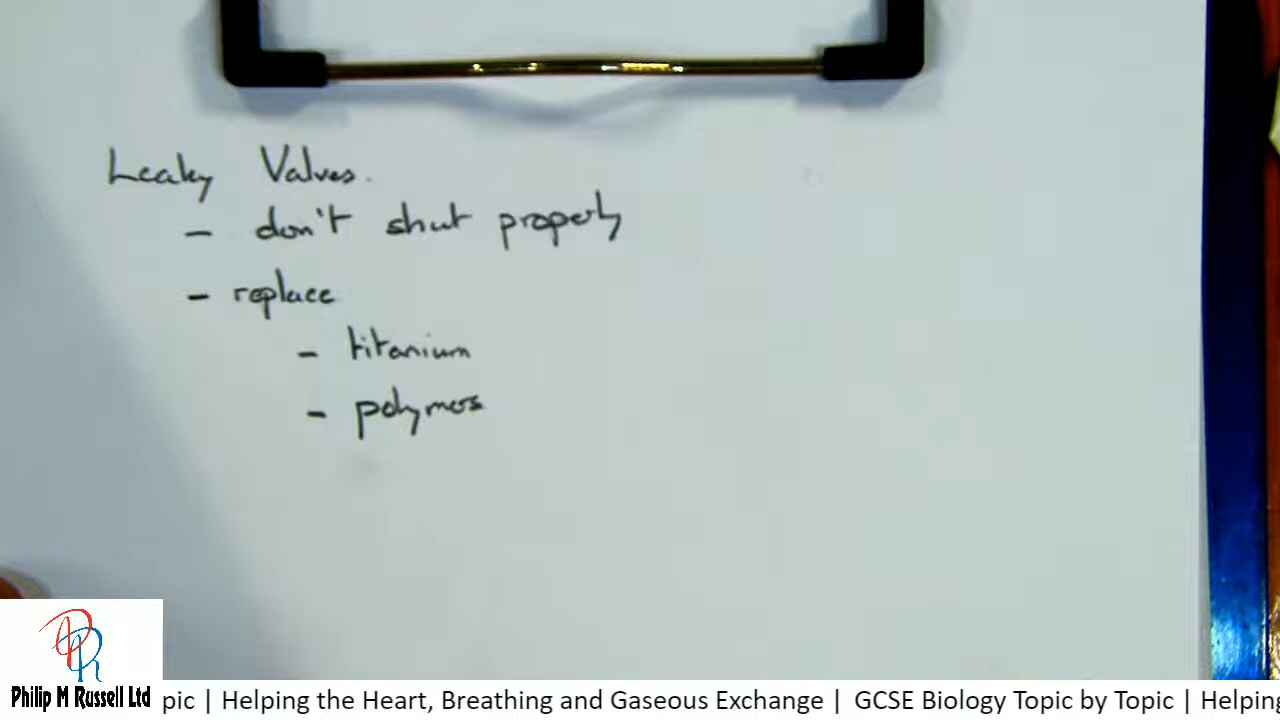 Leaky Valves.
- don't shut properly
- replace
- titanium
- polymers
Philip M Russell Ltd
pic | Helping the Heart, Breathing and Gaseous Exchange | GCSE Biology Topic by Topic | Helping